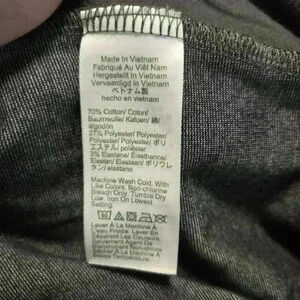 Made In Vietnam
Fabriqué Au Viêt Nam
Hergestellt In Vietnam
ベトナム製
hecho en vietnam
70% Cotton/ Coton/
Baumwolle/ Katoen/ 綿/
algodón
27% Polyester/ Polyester/
Polyester/ Polyester/ ポリ
エステル/ poliéster
3% Elastane/ Elasthanne/
Elastan/ Elastaan/ ポリウレ
タン/ elastano
Machine Wash Cold. With
Like Colors. Non-chlorine
Bleach Only. Tumble Dry
Low. Iron On Lowest
Setting.
Laver À La Machine À
L'eau Froide. Laver En
Séparant Les Couleurs.
Agent De
À La Machine À
Basse Température.